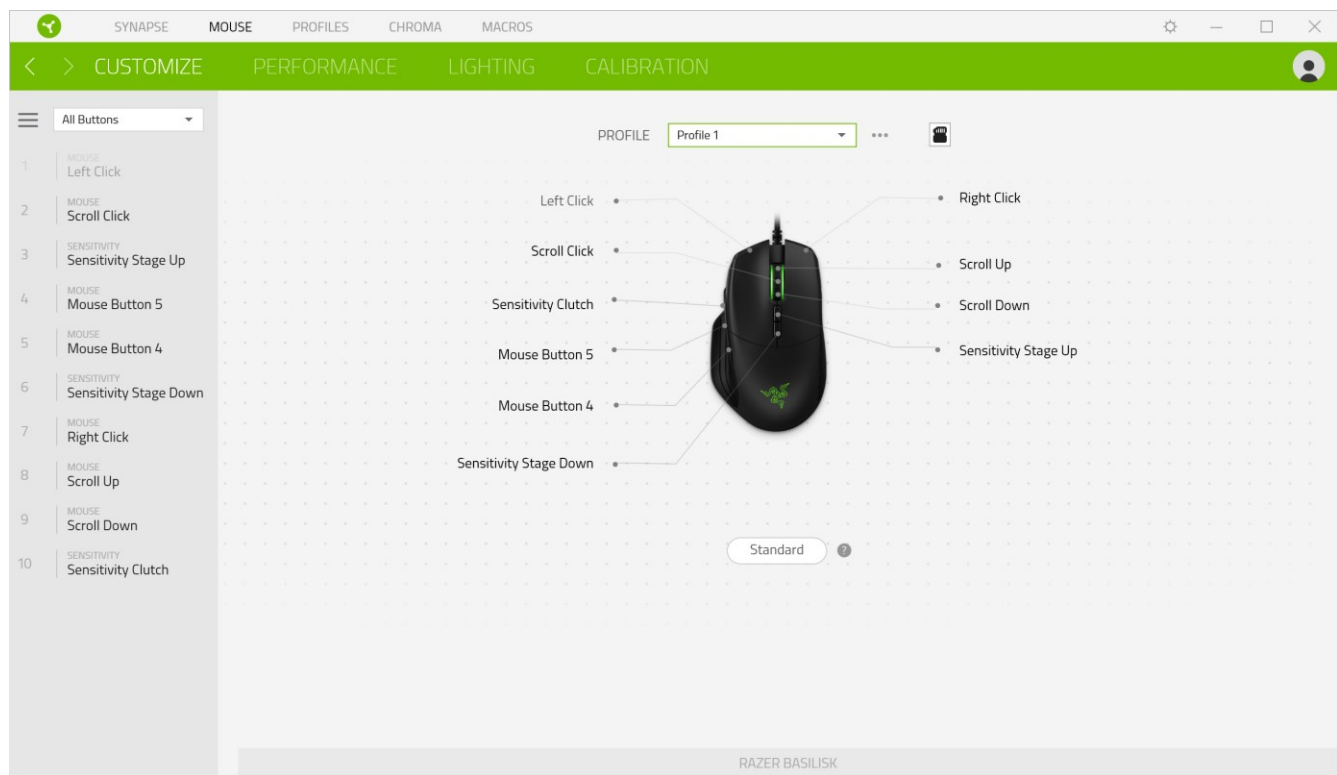 SYNAPSE MOUSE PROFILES CHROMA MACROS
CUSTOMIZE PERFORMANCE LIGHTING CALIBRATION
All Buttons
1 MOUSE
Left Click
2 MOUSE
Scroll Click
3 SENSITIVITY
Sensitivity Stage Up
4 MOUSE
Mouse Button 5
5 MOUSE
Mouse Button 4
6 SENSITIVITY
Sensitivity Stage Down
7 MOUSE
Right Click
8 MOUSE
Scroll Up
9 MOUSE
Scroll Down
10 SENSITIVITY
Sensitivity Clutch
PROFILE Profile 1
Left Click
Scroll Click
Sensitivity Clutch
Mouse Button 5
Mouse Button 4
Sensitivity Stage Down
Right Click
Scroll Up
Scroll Down
Sensitivity Stage Up
Standard ?
RAZER BASILISK